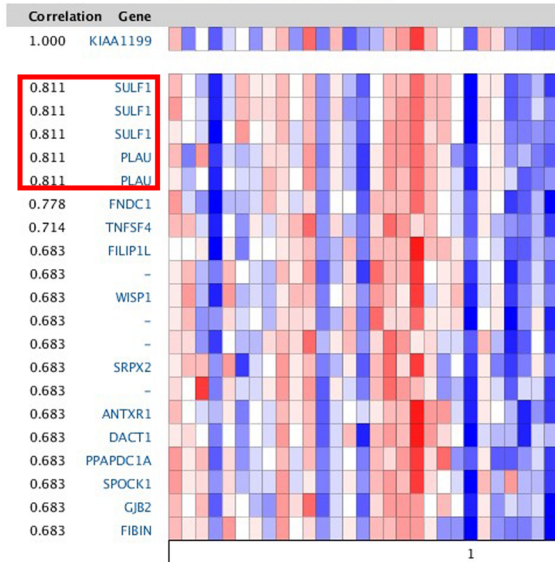 Correlation Gene
1.000 KIAA1199
0.811 SULF1
0.811 SULF1
0.811 SULF1
0.811 PLAU
0.811 PLAU
0.778 FNDC1
0.714 TNFSF4
0.683 FILIP1L
0.683 –
0.683 WISP1
0.683 –
0.683 –
0.683 SRPX2
0.683 –
0.683 ANTXR1
0.683 DACT1
0.683 PPAPDC1A
0.683 SPOCK1
0.683 GJB2
0.683 FIBIN
1